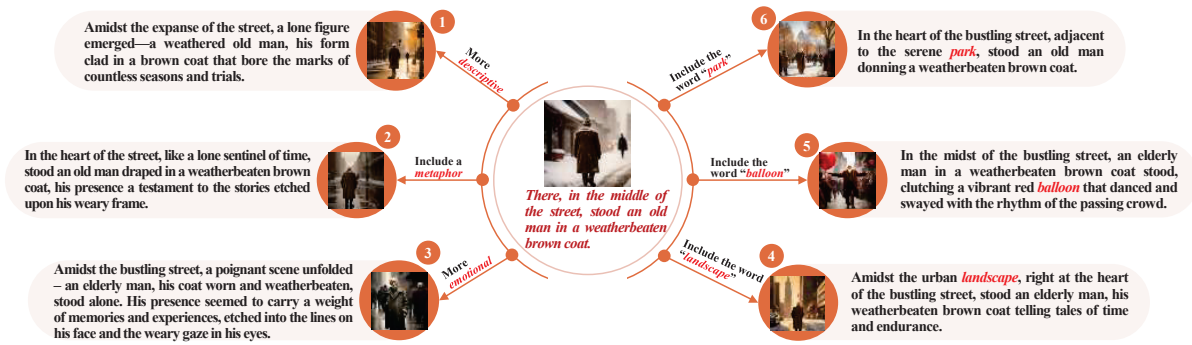 1
Amidst the expanse of the street, a lone figure
emerged—a weathered old man, his form
clad in a brown coat that bore the marks of
countless seasons and trials.
More
descriptive
2
In the heart of the street, like a lone sentinel of time,
stood an old man draped in a weatherbeaten brown
coat, his presence a testament to the stories etched
upon his weary frame.
Include a
metaphor
3
Amidst the bustling street, a poignant scene unfolded
– an elderly man, his coat worn and weatherbeaten,
stood alone. His presence seemed to carry a weight
of memories and experiences, etched into the lines on
his face and the weary gaze in his eyes.
More
emotional
There, in the middle of
the street, stood an old
man in a weatherbeaten
brown coat.
6
In the heart of the bustling street, adjacent
to the serene park, stood an old man
donning a weatherbeaten brown coat.
Include the
word “park”
5
In the midst of the bustling street, an elderly
man in a weatherbeaten brown coat stood,
clutching a vibrant red balloon that danced and
swayed with the rhythm of the passing crowd.
Include the
word “balloon”
4
Amidst the urban landscape, right at the heart
of the bustling street, stood an elderly man, his
weatherbeaten brown coat telling tales of time
and endurance.
Include the word
“landscape”